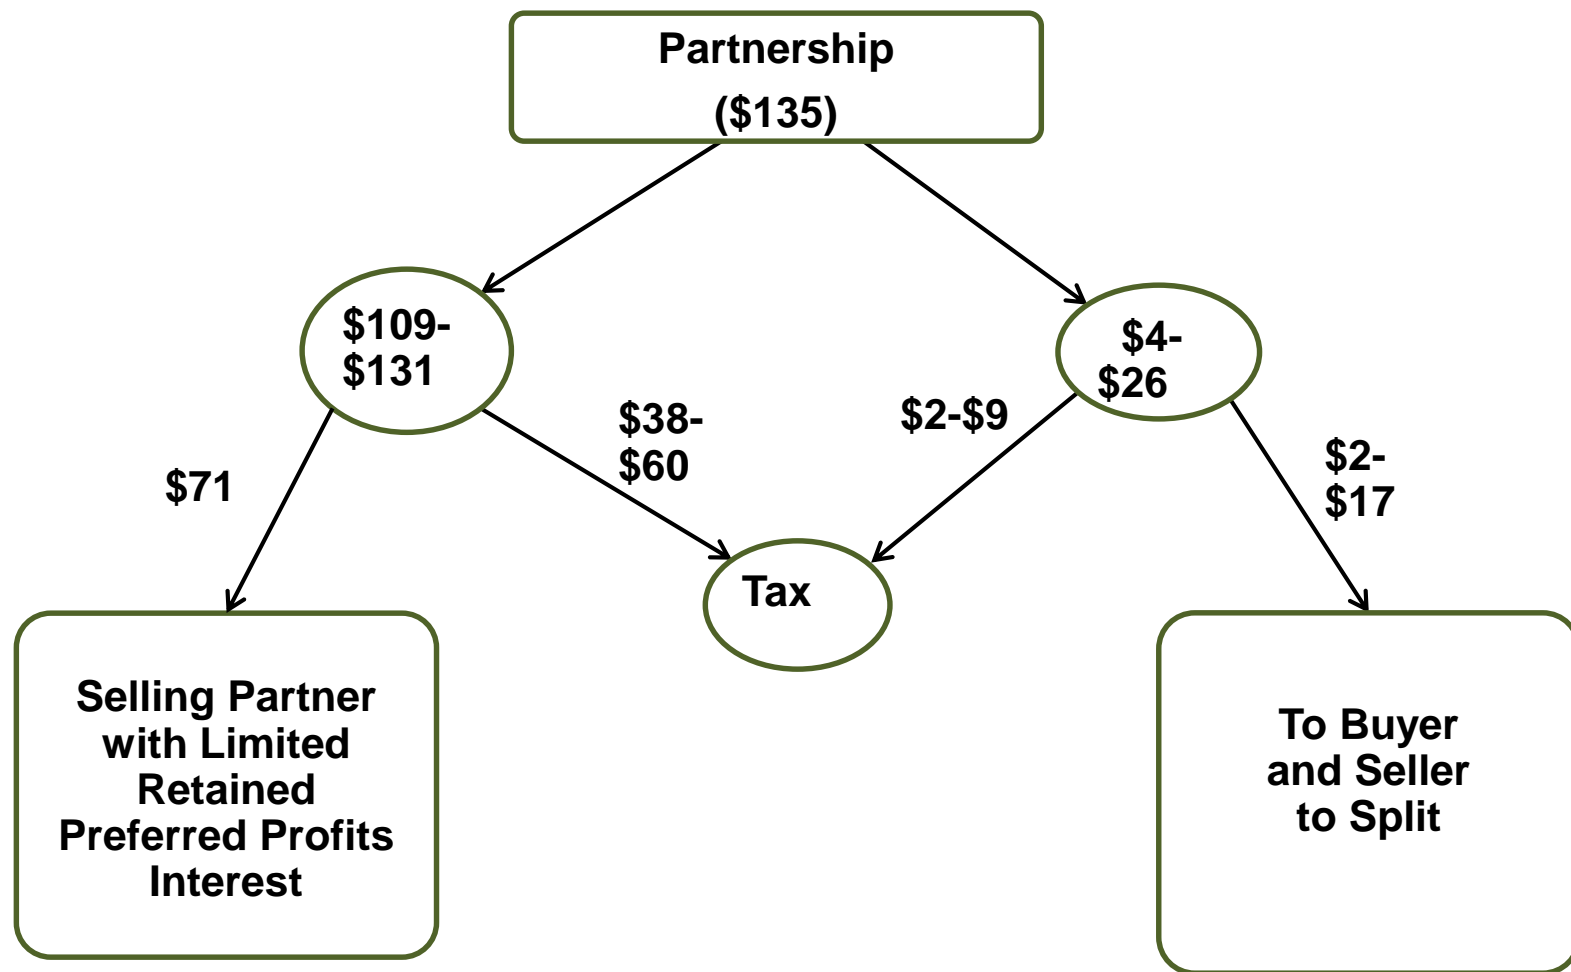 Partnership
($135)
$109-
$131
$4-
$26
$38-
$60
$2-$9
$71
$2-
$17
Tax
Selling Partner
with Limited
Retained
Preferred Profits
Interest
To Buyer
and Seller
to Split